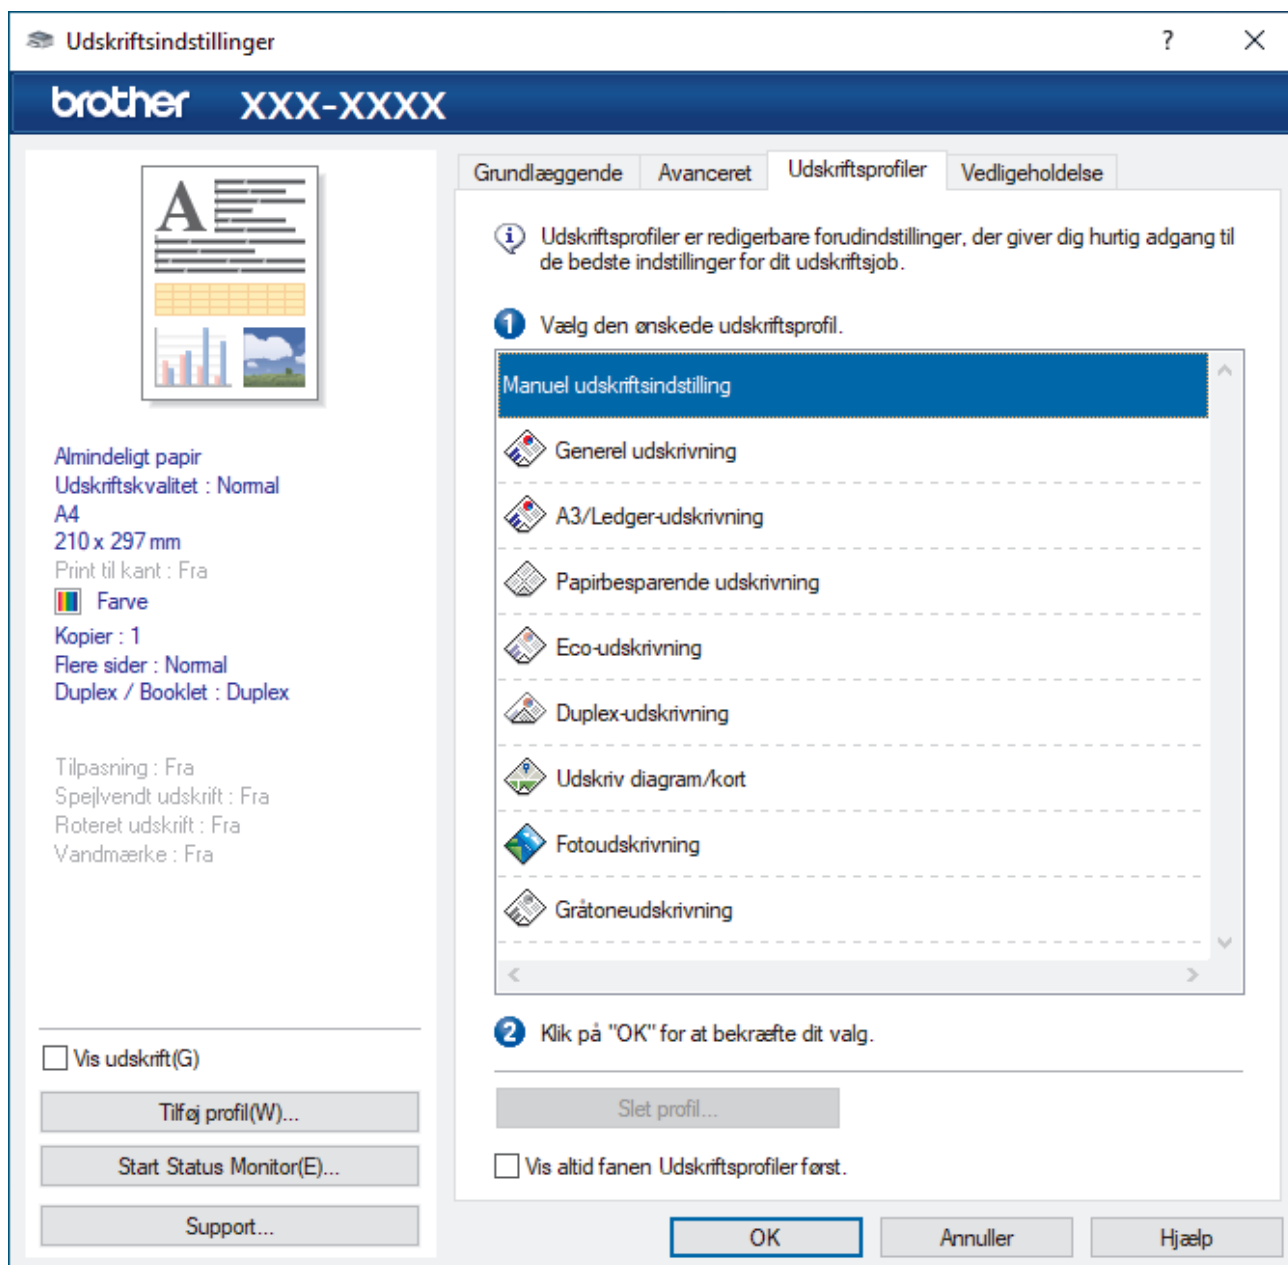 Udskriftsindstillinger
?
brother XXX-XXXX
A
Almindeligt papir
Udskriftskvalitet : Normal
A4
210 x 297 mm
Print til kant : Fra
Farve
Kopier : 1
Flere sider : Normal
Duplex / Booklet : Duplex
Tilpasning : Fra
Spejlvendt udskrift : Fra
Roteret udskrift : Fra
Vandmærke : Fra
Vis udskrift(G)
Tilføj profil(W)...
Start Status Monitor(E)...
Support...
Grundlæggende
Avanceret
Udskriftsprofiler
Vedligeholdelse
Udskriftsprofiler er redigerbare forudindstillinger, der giver dig hurtig adgang til
de bedste indstillinger for dit udskriftsjob.
1 Vælg den ønskede udskriftsprofil.
Manuel udskriftsindstilling
Generel udskrivning
A3/Ledger-udskrivning
Papirbesparende udskrivning
Eco-udskrivning
Duplex-udskrivning
Udskriv diagram/kort
Fotoudskrivning
Gråtoneudskrivning
2 Klik på "OK" for at bekræfte dit valg.
Slet profil...
Vis altid fanen Udskriftsprofiler først.
OK
Annuller
Hjælp